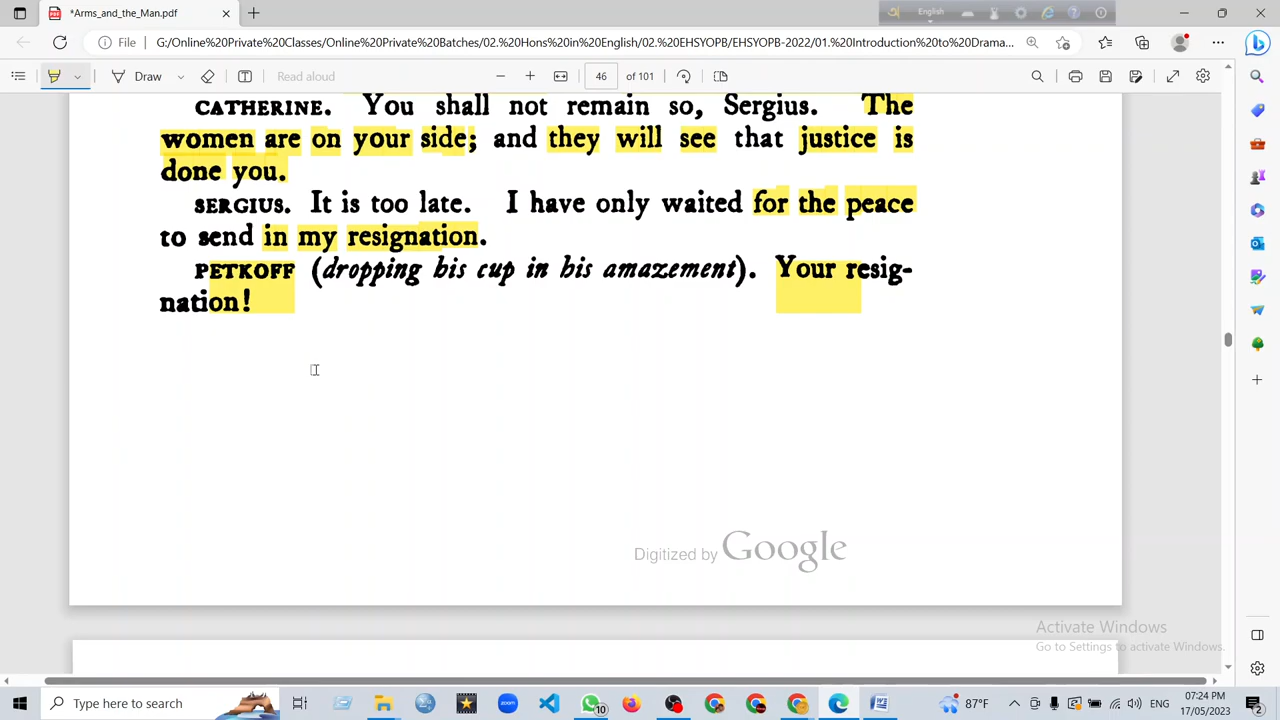 *Arms_and_the_Man.pdf
English
File
G:/Online%20Private%20Classes/Online%20Private%20Batches/02.%20Hons%20in%20English/02.%20EHSYOPB/EHSYOPB-2022/01.%20Introduction%20to%20Drama...
Draw
Read aloud
46 of 101
CATHERINE. You shall not remain so, Sergius. The
women are on your side; and they will see that justice is
done you.
SERGIUS. It is too late. I have only waited for the peace
to send in my resignation.
PETKOFF (dropping his cup in his amazement). Your resig-
nation!
Digitized by Google
Activate Windows
Go to Settings to activate Windows.
Type here to search
zoom
10
87°F
ENG
07:24 PM
17/05/2023
2